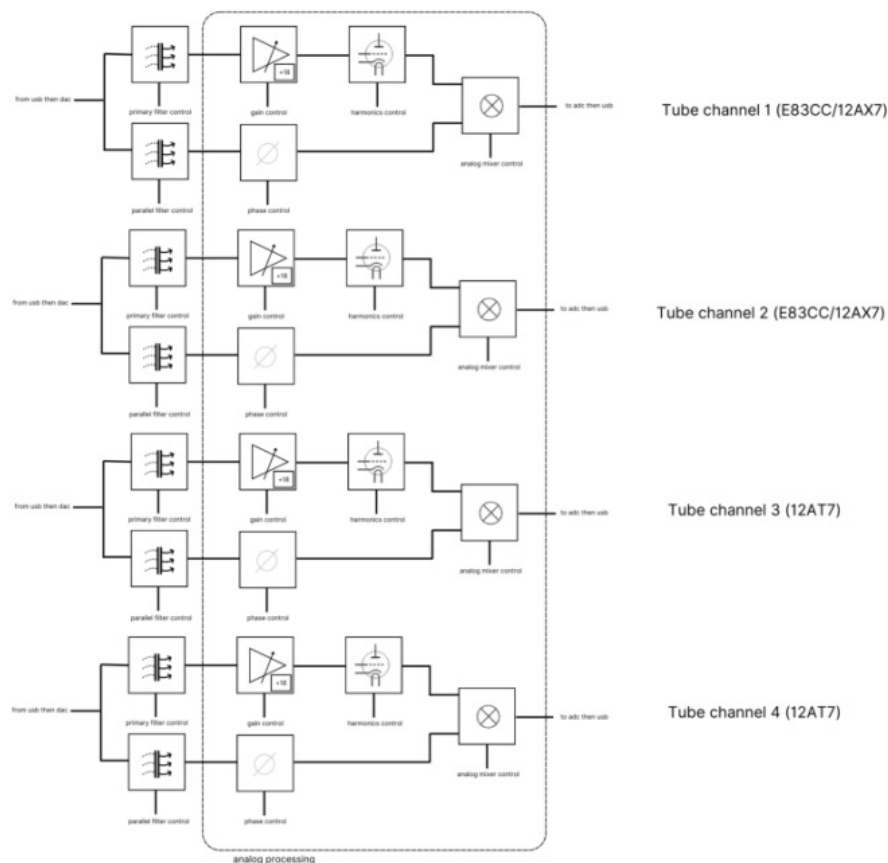 +18
from usb then dac
primary filter control
gain control
harmonics control
to adc then usb
Tube channel 1 (E83CC/12AX7)
analog mixer control
parallel filter control
phase control
+18
from usb then dac
primary filter control
gain control
harmonics control
to adc then usb
Tube channel 2 (E83CC/12AX7)
analog mixer control
parallel filter control
phase control
+18
from usb then dac
primary filter control
gain control
harmonics control
to adc then usb
Tube channel 3 (12AT7)
analog mixer control
parallel filter control
phase control
+18
from usb then dac
primary filter control
gain control
harmonics control
to adc then usb
Tube channel 4 (12AT7)
analog mixer control
parallel filter control
phase control
analog processing